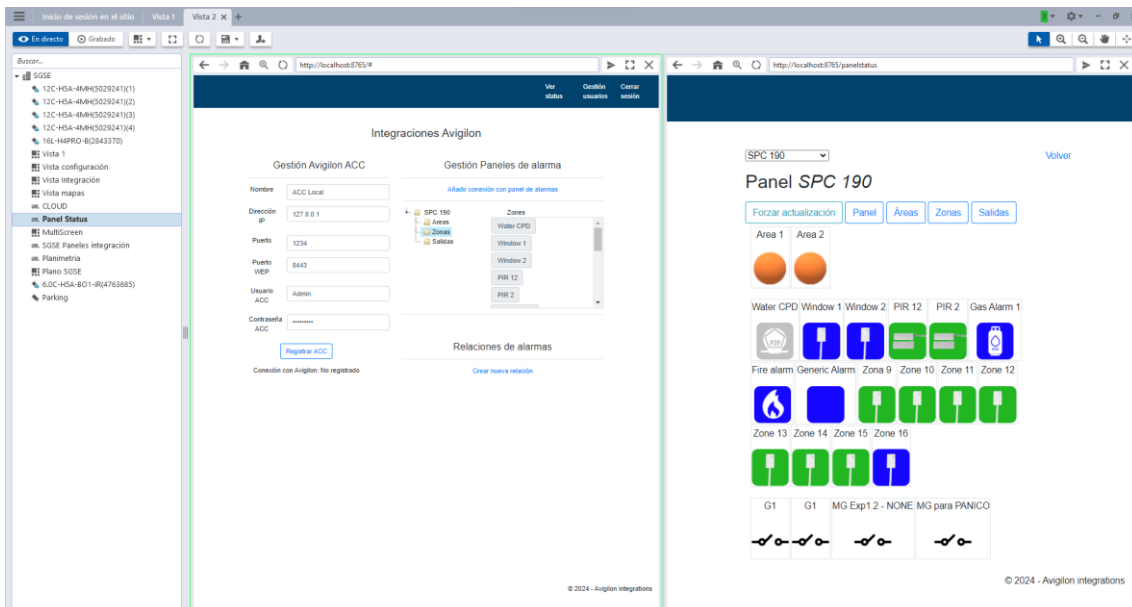 Inicio de sesión en el sitio Vista 1 Vista 2 × +
En directo Grabado
Buscar...
SGSE
12C-H5A-4MH(5029241)(1)
12C-H5A-4MH(5029241)(2)
12C-H5A-4MH(5029241)(3)
12C-H5A-4MH(5029241)(4)
16L-H4PRO-B(2843370)
Vista 1
Vista configuración
Vista Integración
Vista mapas
CLOUD
Panel Status
MultiScreen
SGSE Paneles integración
Planimetria
Plano SGSE
6.0C-H5A-BO1-IR(4763685)
Parking
http://localhost:8765/#
Ver status Gestión usuarios Cerrar sesión
Integraciones Avigilon
Gestión Avigilon ACC
Nombre ACC Local
Dirección IP 127.0.0.1
Puerto 1234
Puerto WEP 8443
Usuario ACC Admin
Contraseña ACC ••••••••
Registrar ACC
Conexión con Avigilon: No registrado
Gestión Paneles de alarma
Añadir conexión con panel de alarmas
SPC 190
Areas
Zonas
Salidas
Zones
Water CPD
Window 1
Window 2
PIR 12
PIR 2
Relaciones de alarmas
Crear nueva relación
© 2024 - Avigilon integrations
http://localhost:8765/panelstatus
SPC 190 Volver
Panel SPC 190
Forzar actualización Panel Áreas Zonas Salidas
Area 1 Area 2
Water CPD Window 1 Window 2 PIR 12 PIR 2 Gas Alarm 1
Fire alarm Generic Alarm Zona 9 Zone 10 Zone 11 Zone 12
Zone 13 Zone 14 Zone 15 Zone 16
G1 G1 MG Exp1.2 - NONE MG para PANICO
© 2024 - Avigilon integrations